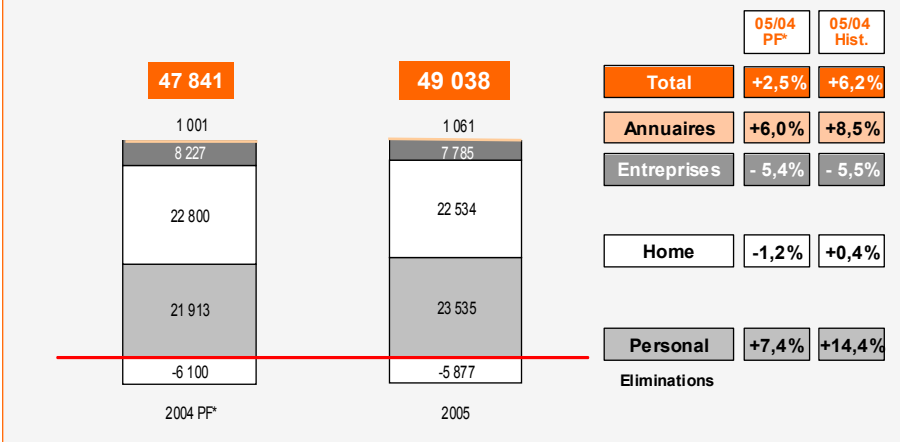 05/04 PF*
05/04 Hist.
47 841
49 038
Total
+2,5%
+6,2%
1 001
1 061
Annuaires
+6,0%
+8,5%
8 227
7 785
Entreprises
- 5,4%
- 5,5%
22 800
22 534
Home
-1,2%
+0,4%
21 913
23 535
Personal
+7,4%
+14,4%
-6 100
-5 877
Eliminations
2004 PF*
2005